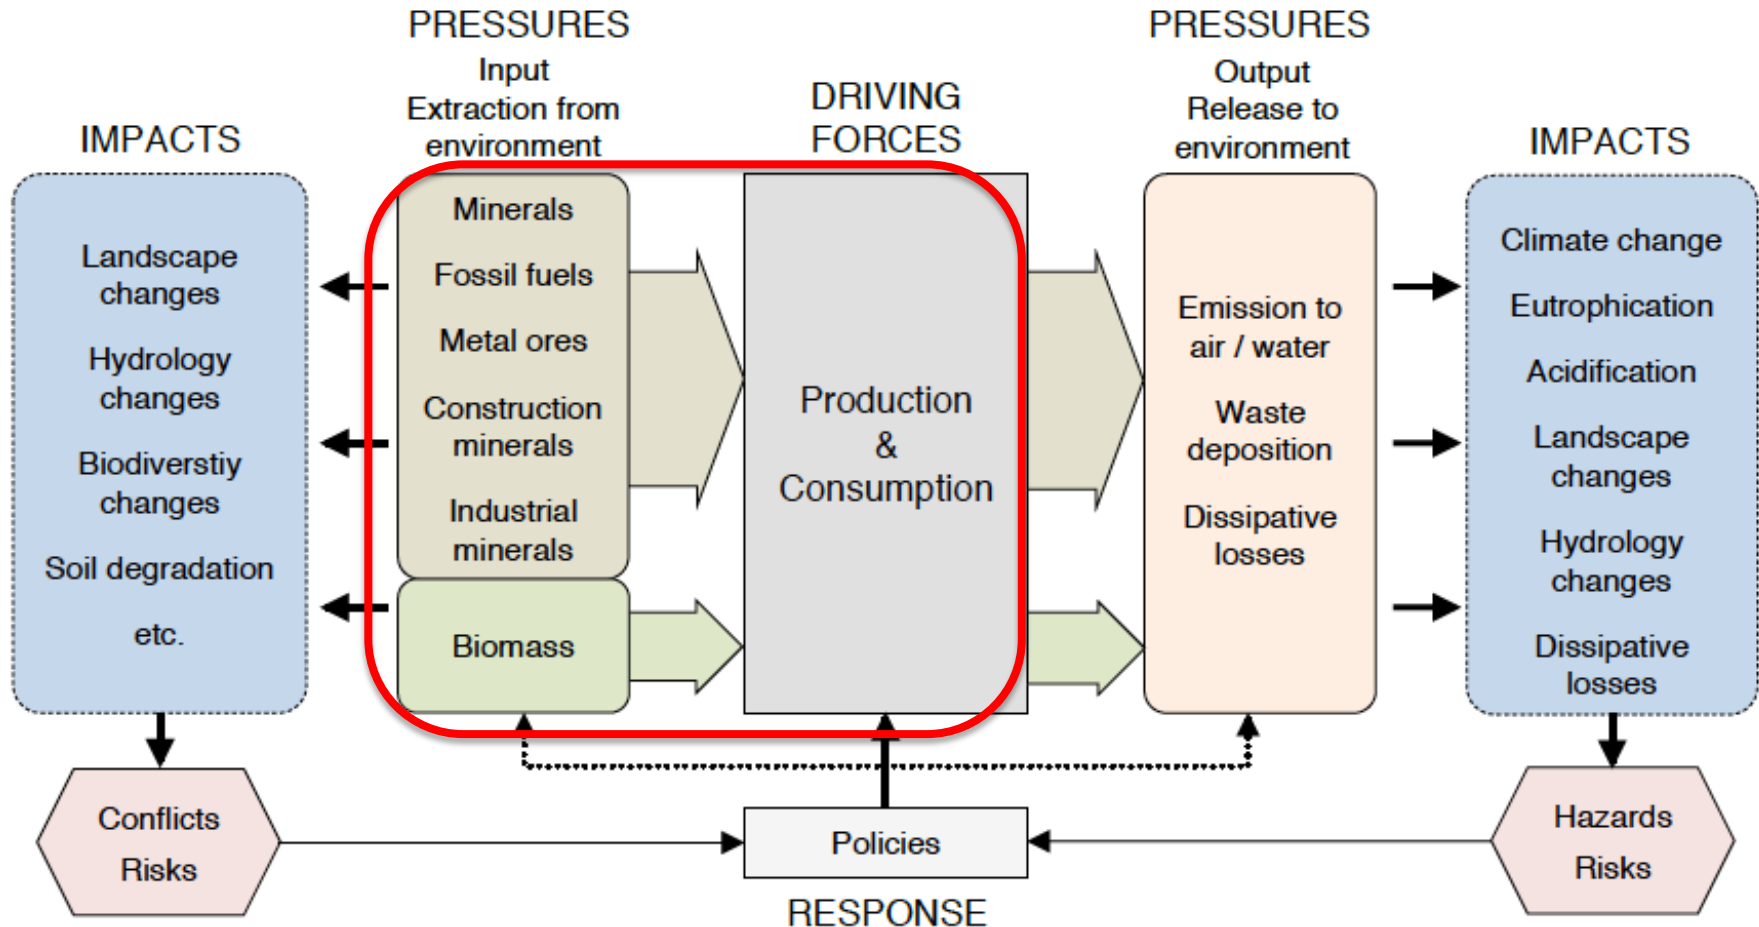 PRESSURES
Input
Extraction from
environment
DRIVING
FORCES
PRESSURES
Output
Release to
environment
IMPACTS
Landscape
changes
Hydrology
changes
Biodiverstiy
changes
Soil degradation
etc.
Minerals
Fossil fuels
Metal ores
Construction
minerals
Industrial
minerals
Biomass
Production
&
Consumption
Emission to
air / water
Waste
deposition
Dissipative
losses
IMPACTS
Climate change
Eutrophication
Acidification
Landscape
changes
Hydrology
changes
Dissipative
losses
Conflicts
Risks
Policies
RESPONSE
Hazards
Risks